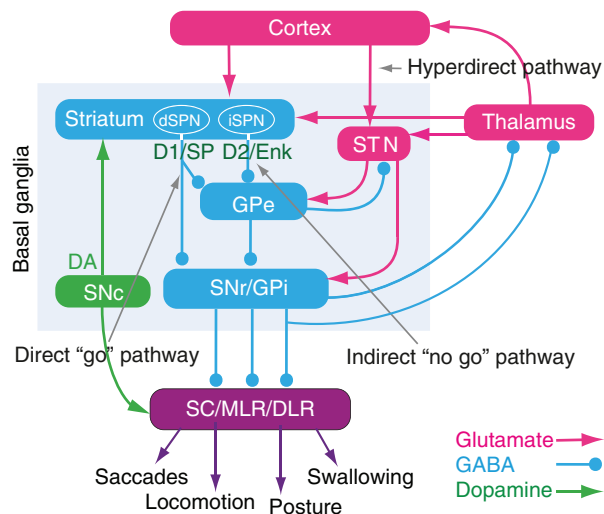 Cortex
Hyperdirect pathway
Striatum
dSPN
iSPN
Thalamus
D1/SP
D2/Enk
STN
GPe
Basal ganglia
DA
SNc
SNr/GPi
Direct “go” pathway
Indirect “no go” pathway
SC/MLR/DLR
Saccades
Locomotion
Posture
Swallowing
Glutamate
GABA
Dopamine